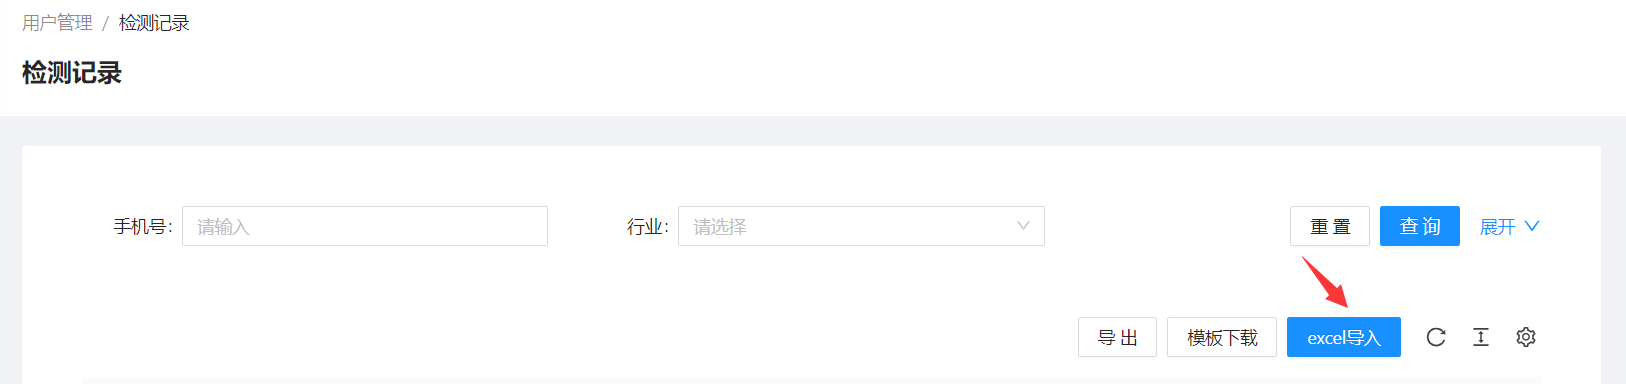 用户管理 / 检测记录
检测记录
手机号: 请输入 行业: 请选择 重 置 查 询 展开
导 出 模板下载 excel导入